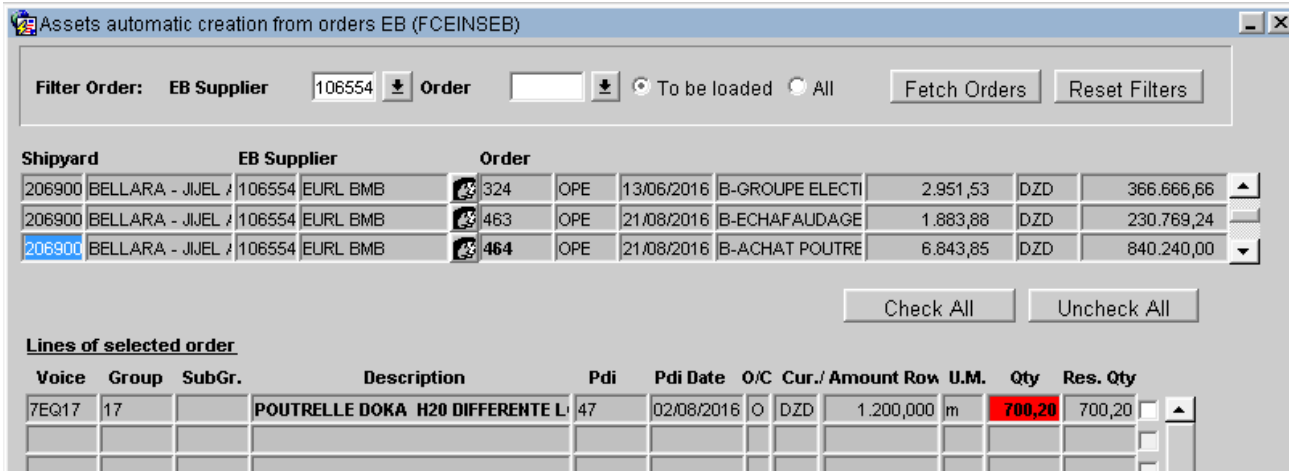 Assets automatic creation from orders EB (FCEINSEB)
Filter Order: EB Supplier 106554 Order To be loaded All Fetch Orders Reset Filters
Shipyard EB Supplier Order
206900 BELLARA - JIJEL 106554 EURL BMB 324 OPE 13/06/2016 B-GROUPE ELECTI 2.951,53 DZD 366.666,66
206900 BELLARA - JIJEL 106554 EURL BMB 463 OPE 21/08/2016 B-ECHAFAUDAGE 1.883,88 DZD 230.769,24
206900 BELLARA - JIJEL 106554 EURL BMB 464 OPE 21/08/2016 B-ACHAT POUTRE 6.843,85 DZD 840.240,00
Check All Uncheck All
Lines of selected order
Voice Group SubGr. Description Pdi Pdi Date O/C Cur./ Amount Row U.M. Qty Res. Qty
7EQ17 17 POUTRELLE DOKA H20 DIFFERENTE 47 02/08/2016 O DZD 1.200,000 m 700,20 700,20